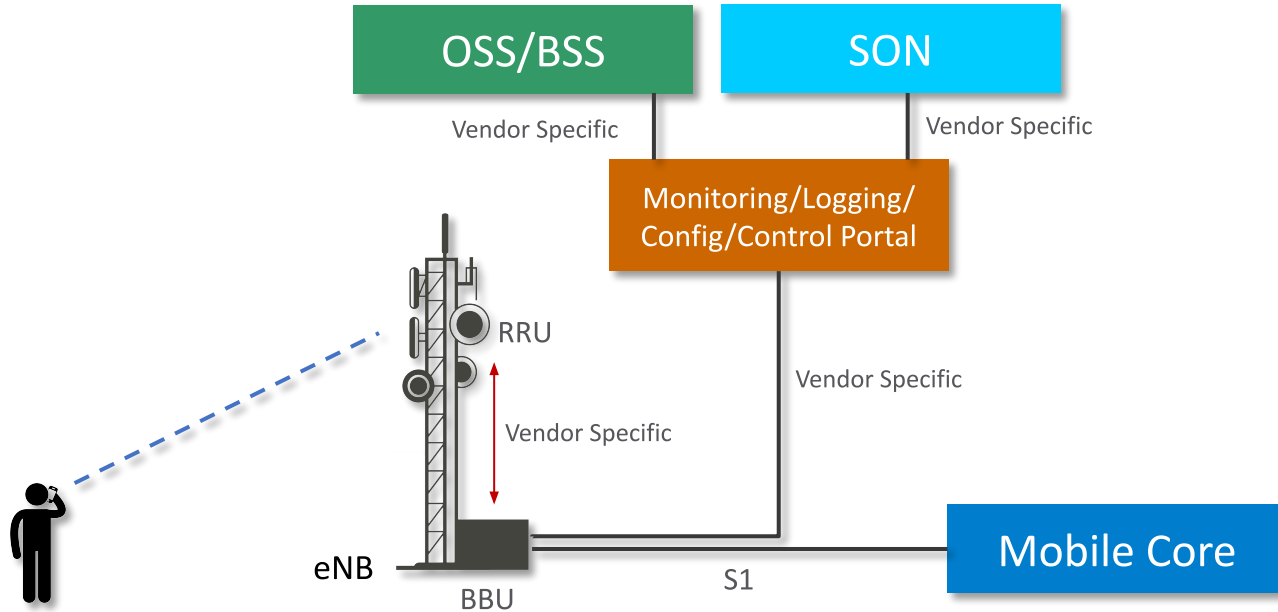 OSS/BSS
SON
Vendor Specific
Vendor Specific
Monitoring/Logging/
Config/Control Portal
RRU
Vendor Specific
Vendor Specific
Mobile Core
eNB
S1
BBU